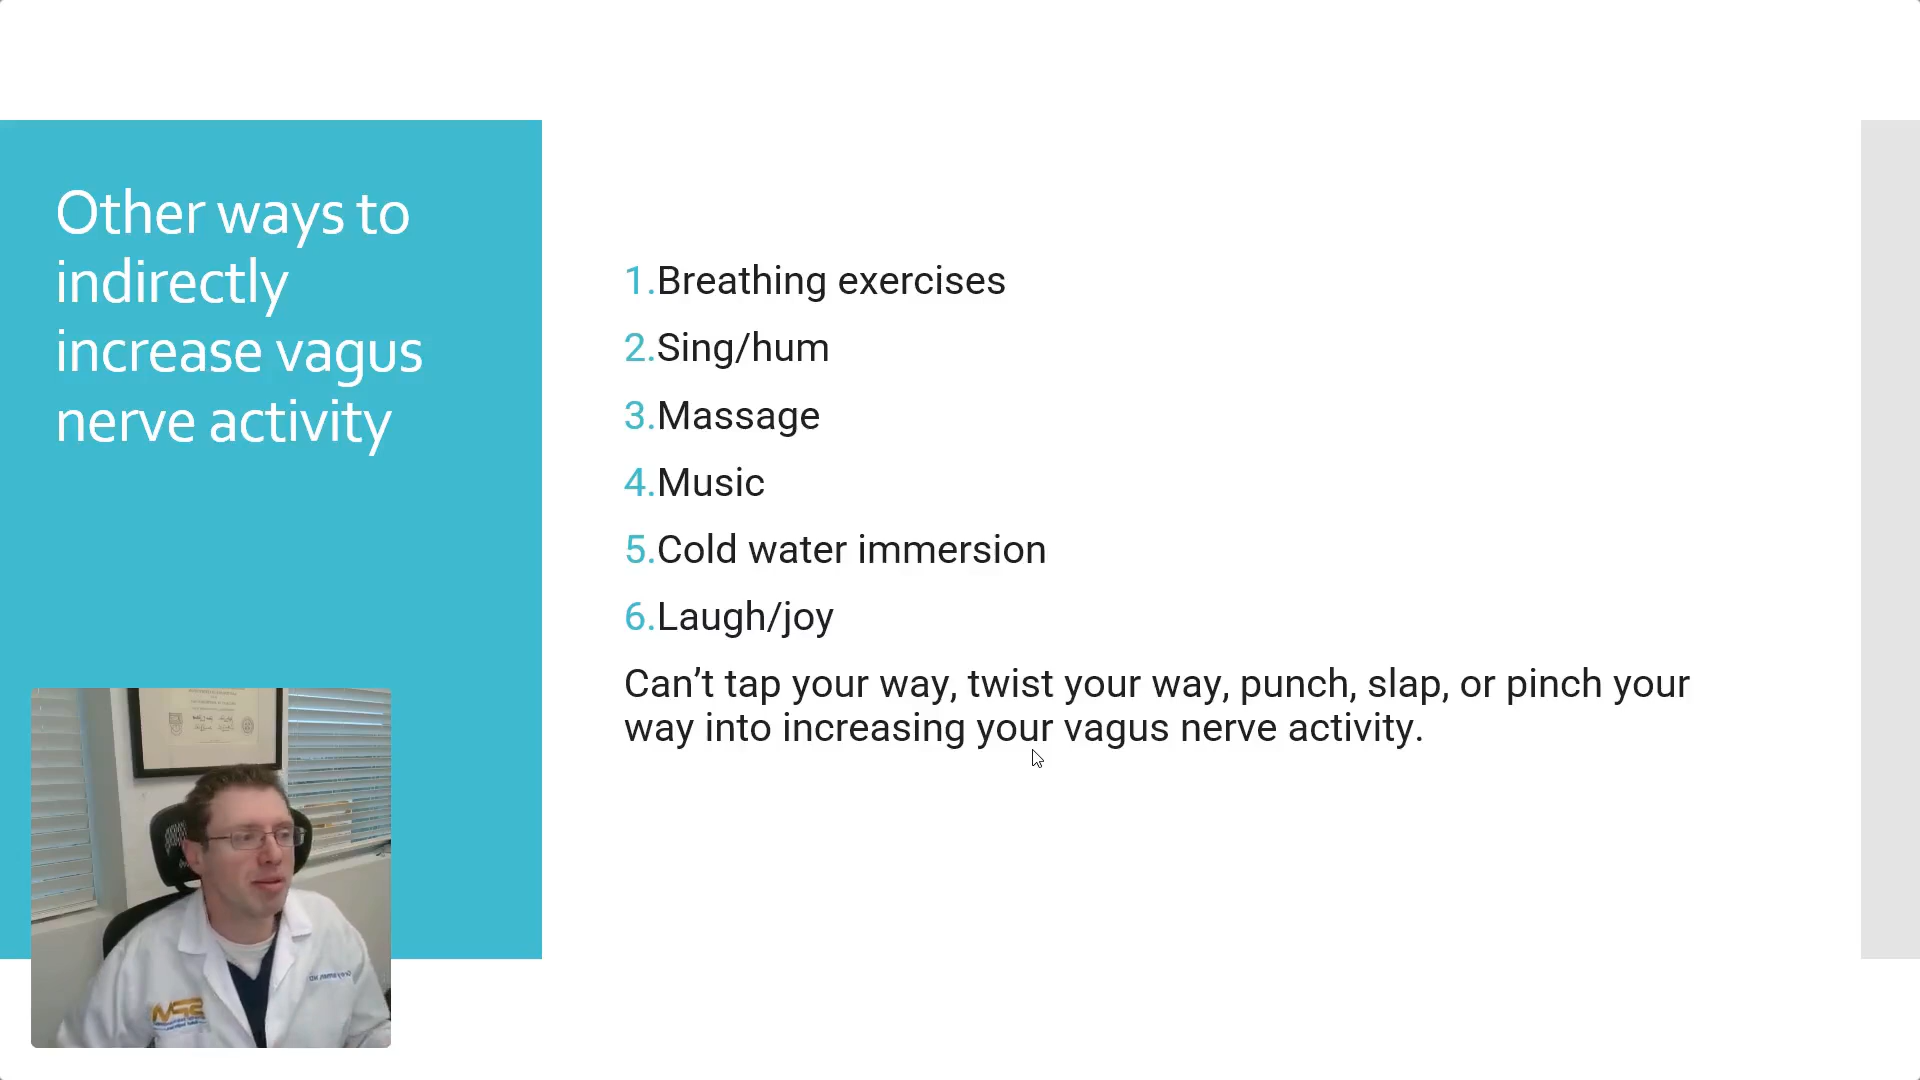 Other ways to
indirectly
increase vagus
nerve activity
1.Breathing exercises
2.Sing/hum
3.Massage
4.Music
5.Cold water immersion
6.Laugh/joy
Can’t tap your way, twist your way, punch, slap, or pinch your
way into increasing your vagus nerve activity.